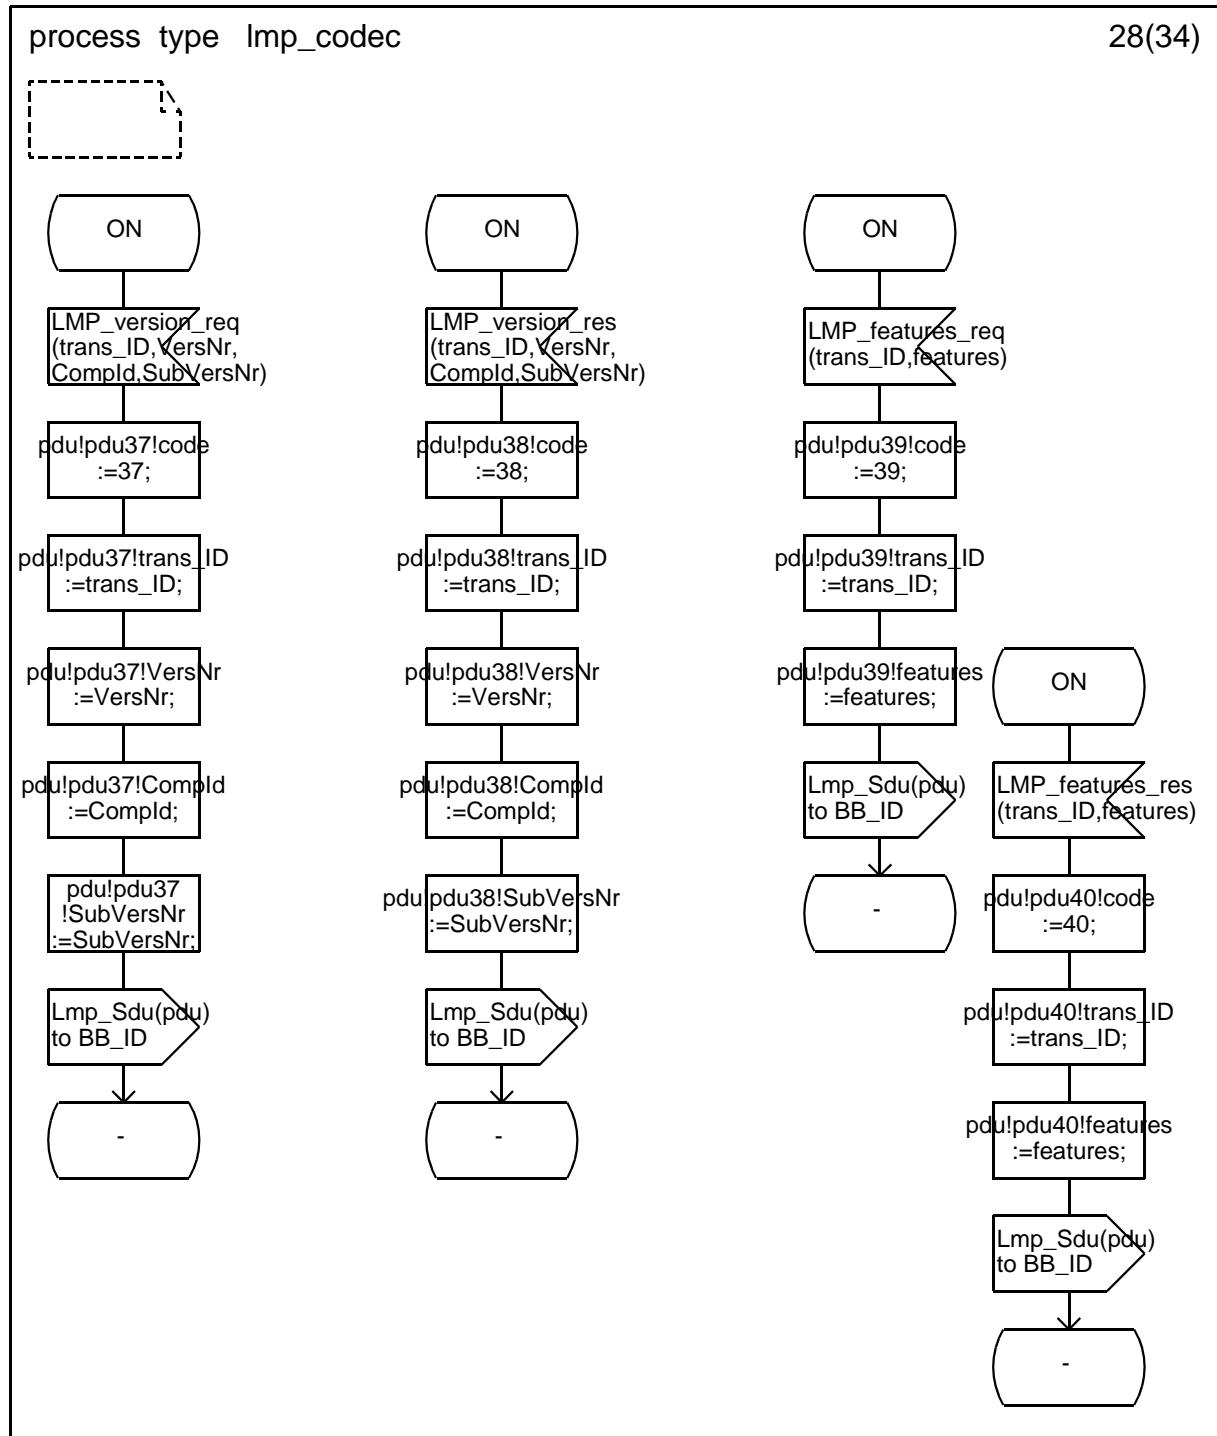 process type lmp_codec
28(34)
ON
LMP_version_req
(trans_ID,VersNr,
CompId,SubVersNr)
pdu!pdu37!code
:=37;
pdu!pdu37!trans_ID
:=trans_ID;
pdu!pdu37!VersNr
:=VersNr;
pdu!pdu37!CompId
:=CompId;
pdu!pdu37
!SubVersNr
:=SubVersNr;
Lmp_Sdu(pdu)
to BB_ID
-
ON
LMP_version_res
(trans_ID,VersNr,
CompId,SubVersNr)
pdu!pdu38!code
:=38;
pdu!pdu38!trans_ID
:=trans_ID;
pdu!pdu38!VersNr
:=VersNr;
pdu!pdu38!CompId
:=CompId;
pdu!pdu38!SubVersNr
:=SubVersNr;
Lmp_Sdu(pdu)
to BB_ID
-
ON
LMP_features_req
(trans_ID,features)
pdu!pdu39!code
:=39;
pdu!pdu39!trans_ID
:=trans_ID;
pdu!pdu39!features
:=features;
Lmp_Sdu(pdu)
to BB_ID
-
ON
LMP_features_res
(trans_ID,features)
pdu!pdu40!code
:=40;
pdu!pdu40!trans_ID
:=trans_ID;
pdu!pdu40!features
:=features;
Lmp_Sdu(pdu)
to BB_ID
-